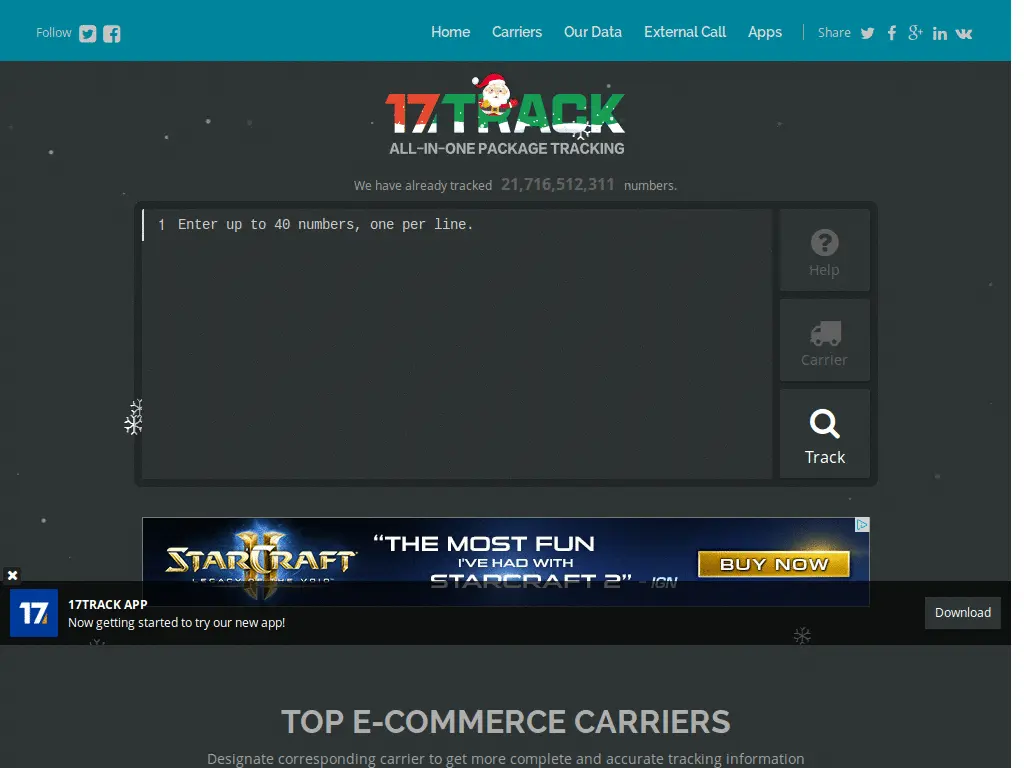 Follow
Home Carriers Our Data External Call Apps Share
17TRACK
ALL-IN-ONE PACKAGE TRACKING
We have already tracked 21,716,512,311 numbers.
1 Enter up to 40 numbers, one per line.
Help
Carrier
Track
STARCRAFT II
LEGACY OF THE VOID
“THE MOST FUN
I'VE HAD WITH
STARCRAFT 2” - IGN
BUY NOW
17
17TRACK APP
Now getting started to try our new app!
Download
TOP E-COMMERCE CARRIERS
Designate corresponding carrier to get more complete and accurate tracking information